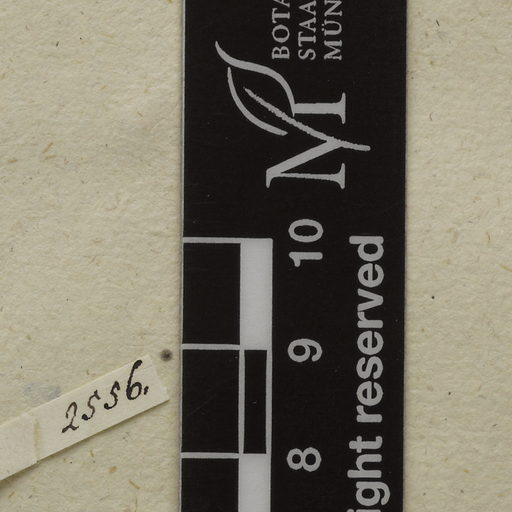 BOTA
STAA
MÜN
M
10
9
8
ight reserved
2556.